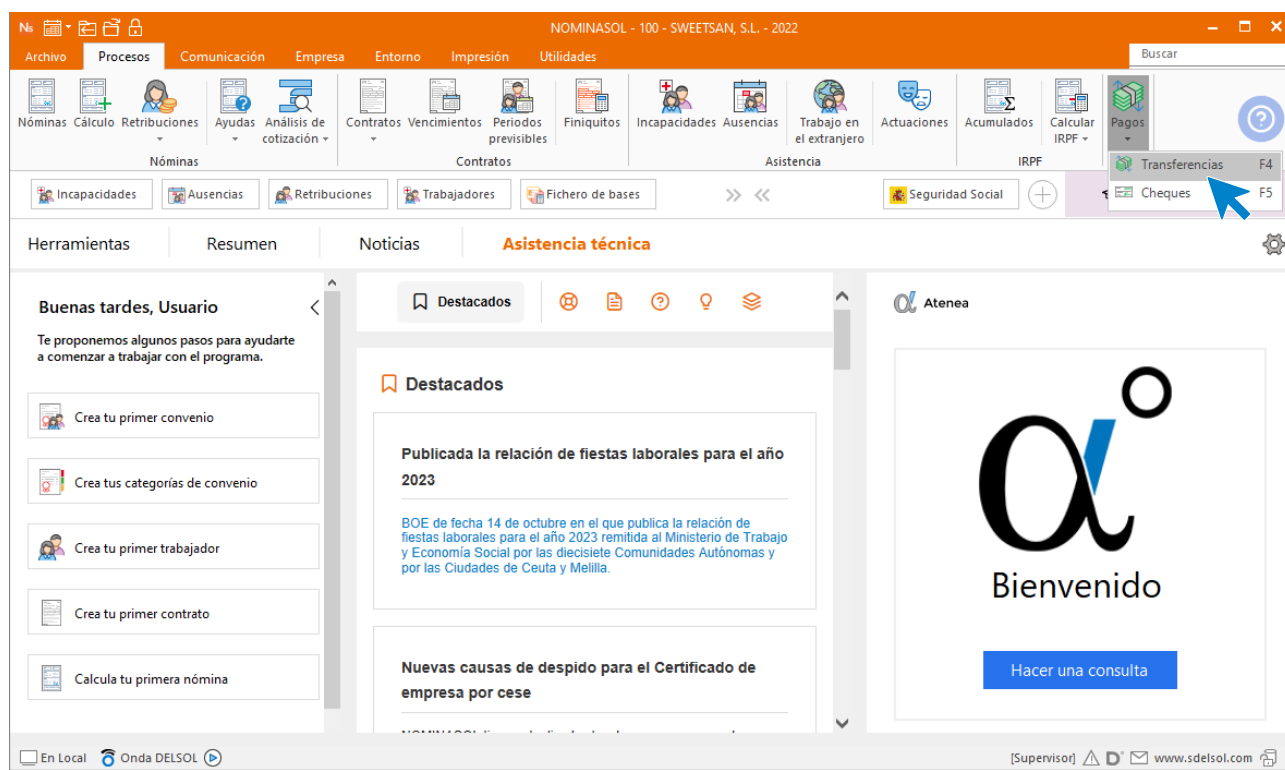 Ns NOMINASOL - 100 - SWEETSAN, S.L. - 2022
Archivo Procesos Comunicación Empresa Entorno Impresión Utilidades Buscar
Nóminas Cálculo Retribuciones Ayudas Análisis de cotización Contratos Vencimientos Periodos previsibles Finiquitos Incapacidades Ausencias Trabajo en el extranjero Actuaciones Acumulados Calcular IRPF Pagos
Nóminas Contratos Asistencia IRPF
Transferencias F4
Cheques F5
Incapacidades Ausencias Retribuciones Trabajadores Fichero de bases Seguridad Social
Herramientas Resumen Noticias Asistencia técnica
Buenas tardes, Usuario
Te proponemos algunos pasos para ayudarte
a comenzar a trabajar con el programa.
Crea tu primer convenio
Crea tus categorías de convenio
Crea tu primer trabajador
Crea tu primer contrato
Calcula tu primera nómina
Destacados
Destacados
Publicada la relación de fiestas laborales para el año
2023
BOE de fecha 14 de octubre en el que publica la relación de
fiestas laborales para el año 2023 remitida al Ministerio de Trabajo
y Economía Social por las diecisiete Comunidades Autónomas y
por las Ciudades de Ceuta y Melilla.
Nuevas causas de despido para el Certificado de
empresa por cese
Atenea
Bienvenido
Hacer una consulta
En Local Onda DELSOL [Supervisor] D www.sdelsol.com